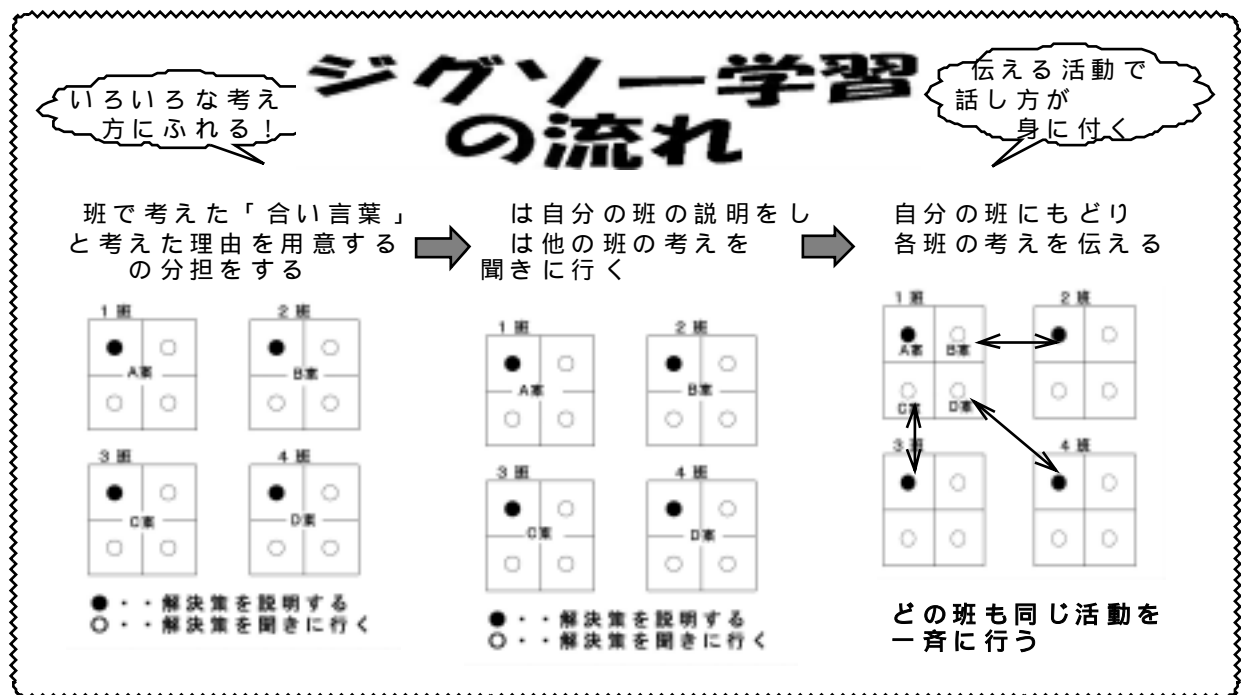 ジグソー学習
の流れ
いろいろな考え
方にふれる！
伝える活動で
話し方が
身に付く
班で考えた「合い言葉」
と考えた理由を用意する
の分担をする
は自分の班の説明をし
は他の班の考えを
聞きに行く
自分の班にもどり
各班の考えを伝える
1班
2班
A案
B案
3班
4班
C案
D案
●・・解決策を説明する
○・・解決策を聞きに行く
1班
2班
A案
B案
3班
4班
C案
D案
●・・解決策を説明する
○・・解決策を聞きに行く
1班
2班
A案 B案
C案 D案
3班
4班
どの班も同じ活動を
一斉に行う